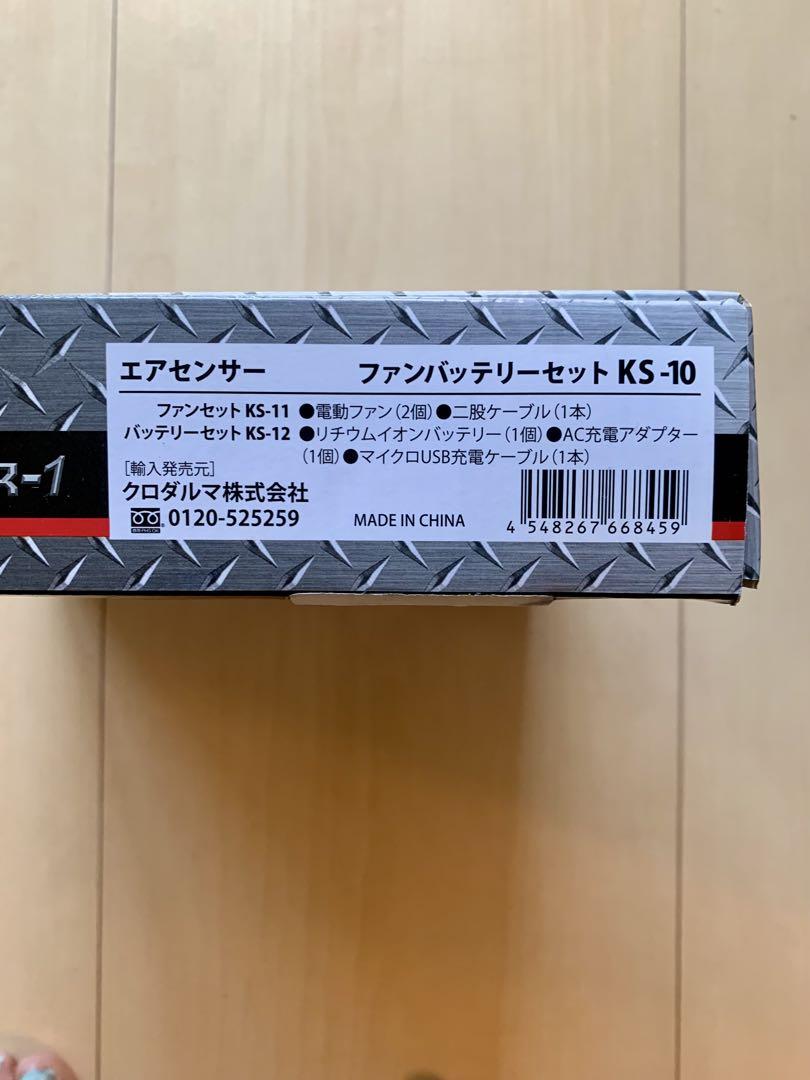 エアセンサー ファンバッテリーセット KS-10
ファンセット KS-11 ●電動ファン(2個)●二股ケーブル(1本)
バッテリーセット KS-12 ●リチウムイオンバッテリー(1個)●AC充電アダプター
(1個)●マイクロUSB充電ケーブル(1本)
[輸入発売元]
クロダルマ株式会社
0120-525259 MADE IN CHINA
4 548267 668459
ス-1